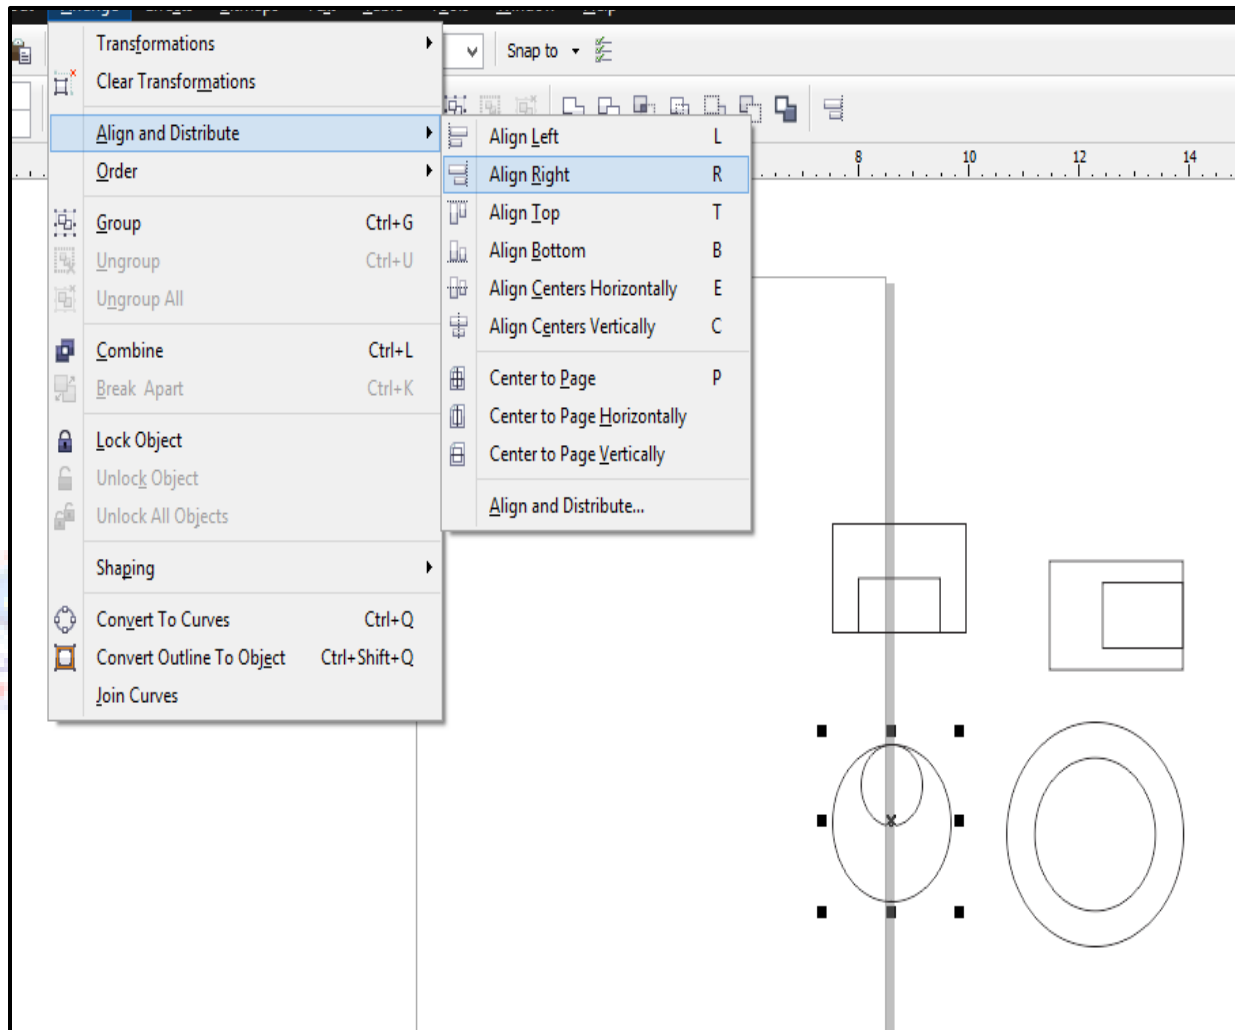 Snap to
Transformations
Clear Transformations
Align and Distribute
Order
Group Ctrl+G
Ungroup Ctrl+U
Ungroup All
Combine Ctrl+L
Break Apart Ctrl+K
Lock Object
Unlock Object
Unlock All Objects
Shaping
Convert To Curves Ctrl+Q
Convert Outline To Object Ctrl+Shift+Q
Join Curves
Align Left L
Align Right R
Align Top T
Align Bottom B
Align Centers Horizontally E
Align Centers Vertically C
Center to Page P
Center to Page Horizontally
Center to Page Vertically
Align and Distribute...
8 10 12 14